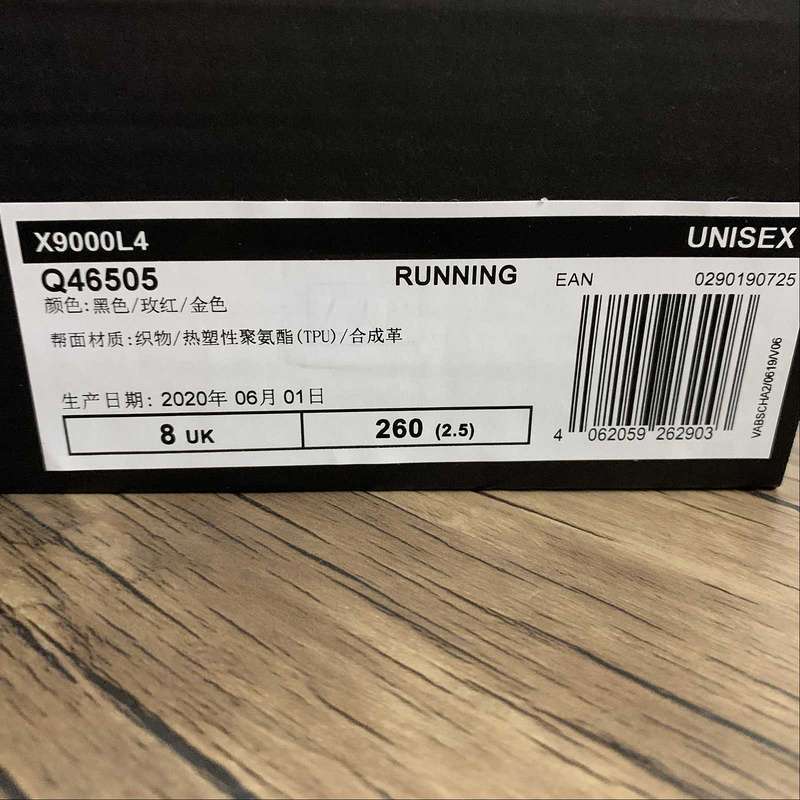 X9000L4
UNISEX
Q46505
RUNNING
EAN
0290190725
颜色:黑色/玫红/金色
帮面材质:织物/热塑性聚氨酯(TPU)/合成革
生产日期: 2020年 06月 01日
8 UK
260 (2.5)
4 062059 262903
VABSCHA2/0619/V06